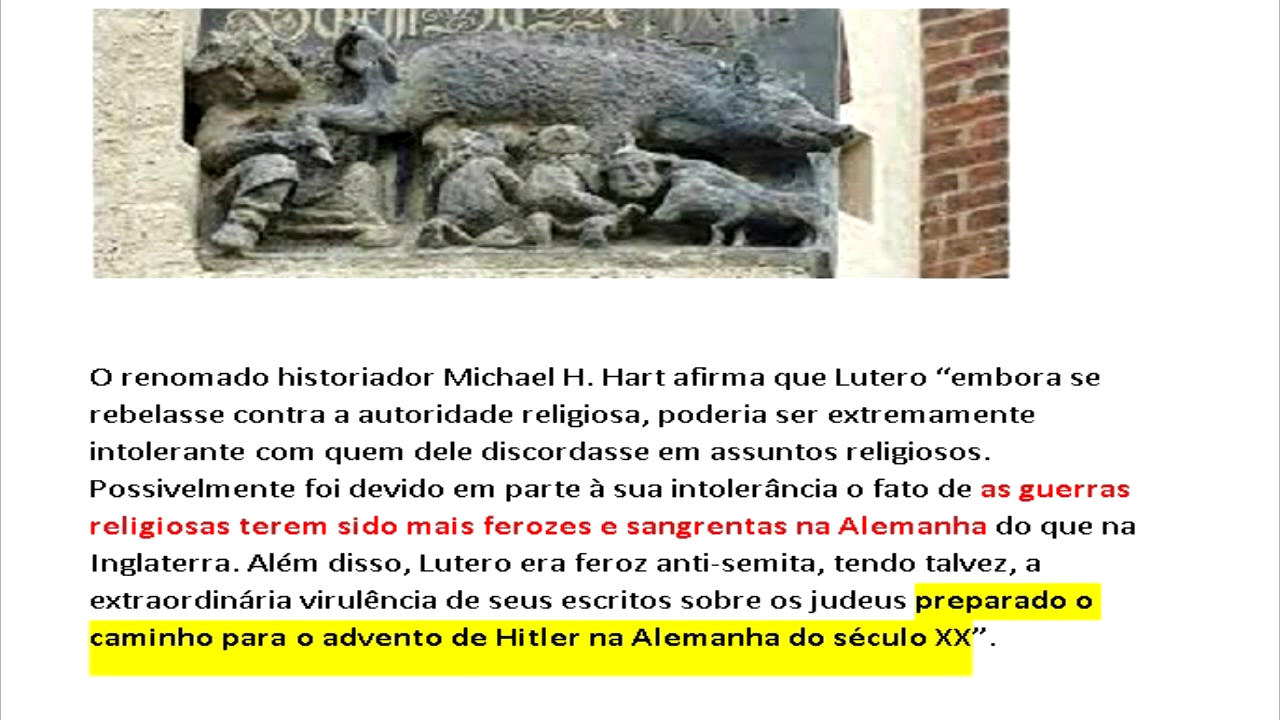 O renomado historiador Michael H. Hart afirma que Lutero “embora se
rebelasse contra a autoridade religiosa, poderia ser extremamente
intolerante com quem dele discordasse em assuntos religiosos.
Possivelmente foi devido em parte à sua intolerância o fato de as guerras
religiosas terem sido mais ferozes e sangrentas na Alemanha do que na
Inglaterra. Além disso, Lutero era feroz anti-semita, tendo talvez, a
extraordinária virulência de seus escritos sobre os judeus preparado o
caminho para o advento de Hitler na Alemanha do século XX”.